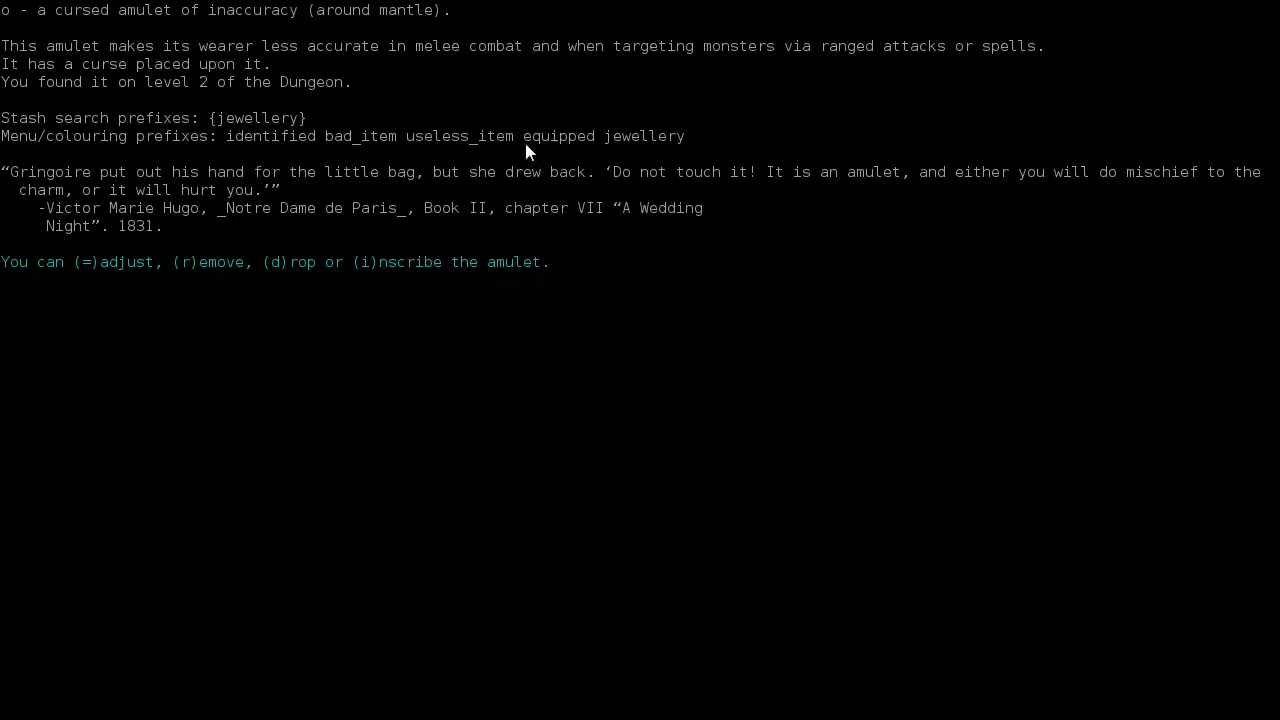 o - a cursed amulet of inaccuracy (around mantle).
This amulet makes its wearer less accurate in melee combat and when targeting monsters via ranged attacks or spells.
It has a curse placed upon it.
You found it on level 2 of the Dungeon.
Stash search prefixes: {jewellery}
Menu/colouring prefixes: identified bad_item useless_item equipped jewellery
“Gringoire put out his hand for the little bag, but she drew back. ‘Do not touch it! It is an amulet, and either you will do mischief to the
charm, or it will hurt you.’”
-Victor Marie Hugo, _Notre Dame de Paris_, Book II, chapter VII “A Wedding
Night”. 1831.
You can (=)adjust, (r)emove, (d)rop or (i)nscribe the amulet.